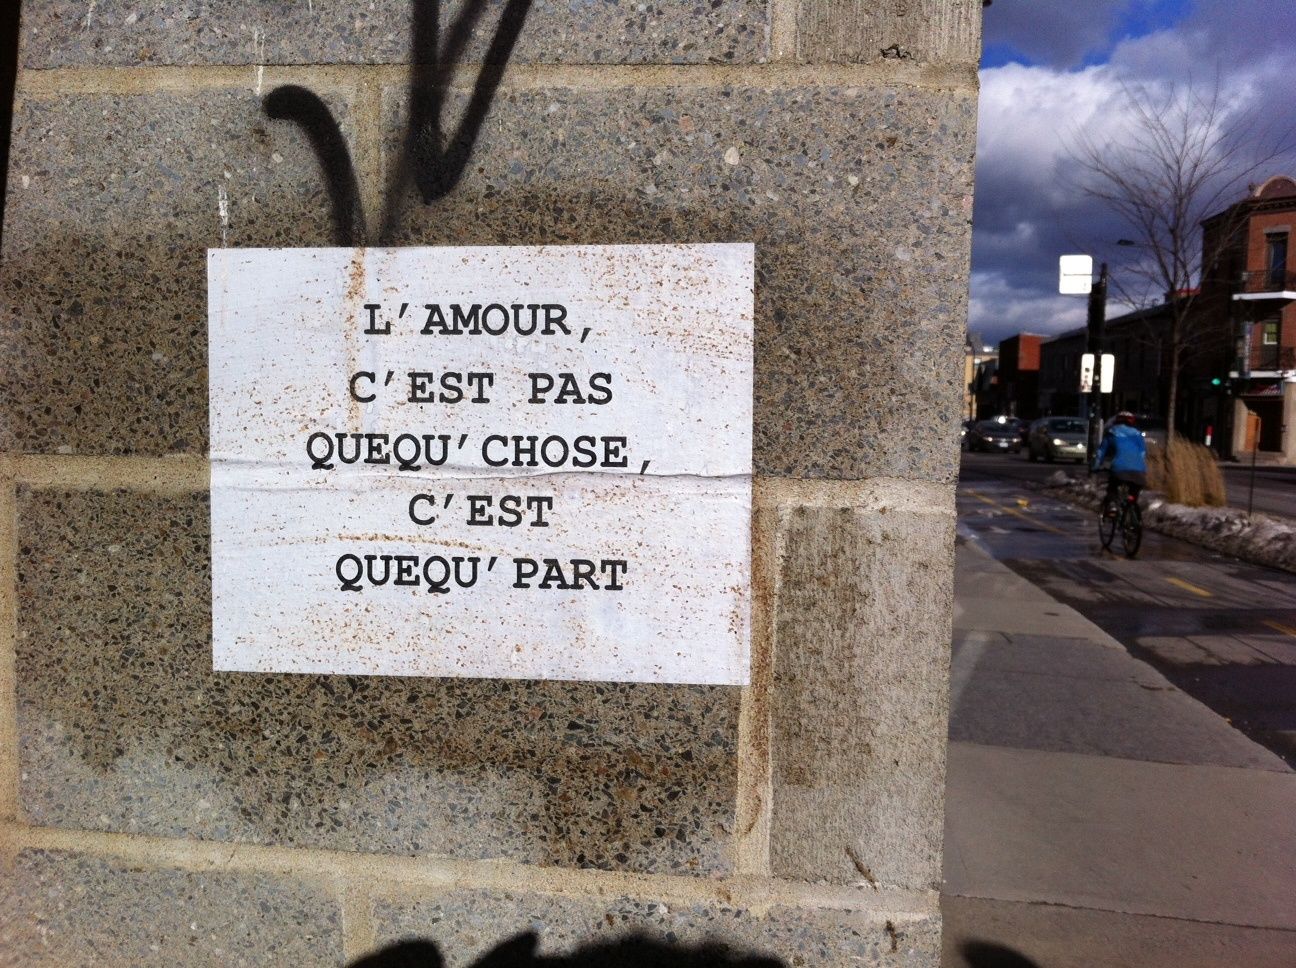 L'AMOUR,
C'EST PAS
QUEQU'CHOSE,
C'EST
QUEQU'PART